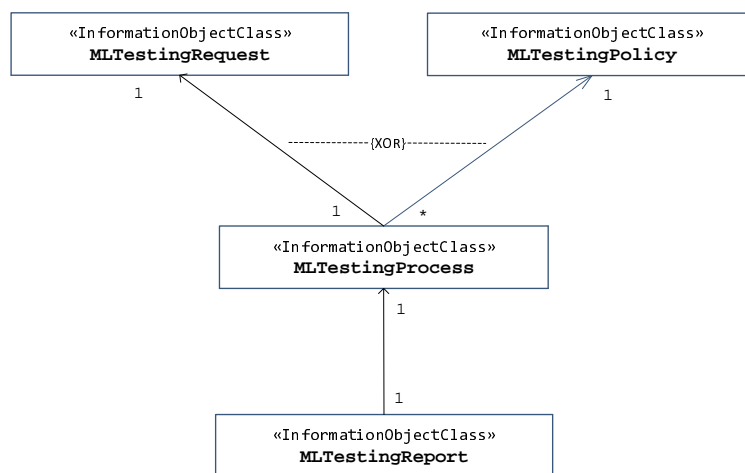 «InformationObjectClass»
MLTestingRequest
«InformationObjectClass»
MLTestingPolicy
1
1
{XOR}
1
*
«InformationObjectClass»
MLTestingProcess
1
1
«InformationObjectClass»
MLTestingReport